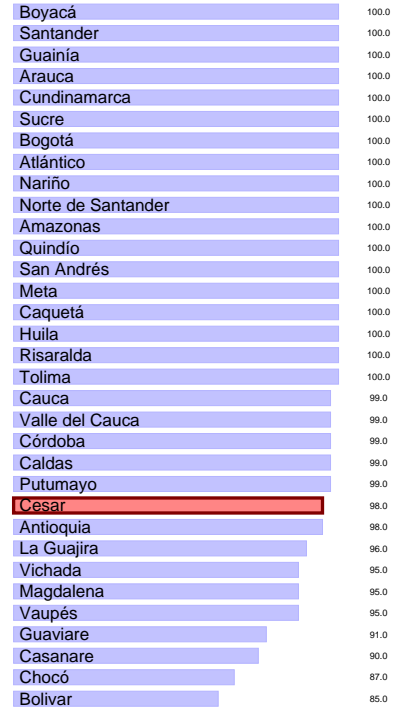 Boyacá 100.0
Santander 100.0
Guainía 100.0
Arauca 100.0
Cundinamarca 100.0
Sucre 100.0
Bogotá 100.0
Atlántico 100.0
Nariño 100.0
Norte de Santander 100.0
Amazonas 100.0
Quindío 100.0
San Andrés 100.0
Meta 100.0
Caquetá 100.0
Huila 100.0
Risaralda 100.0
Tolima 100.0
Cauca 99.0
Valle del Cauca 99.0
Córdoba 99.0
Caldas 99.0
Putumayo 99.0
Cesar 98.0
Antioquia 98.0
La Guajira 96.0
Vichada 95.0
Magdalena 95.0
Vaupés 95.0
Guaviare 91.0
Casanare 90.0
Chocó 87.0
Bolivar 85.0